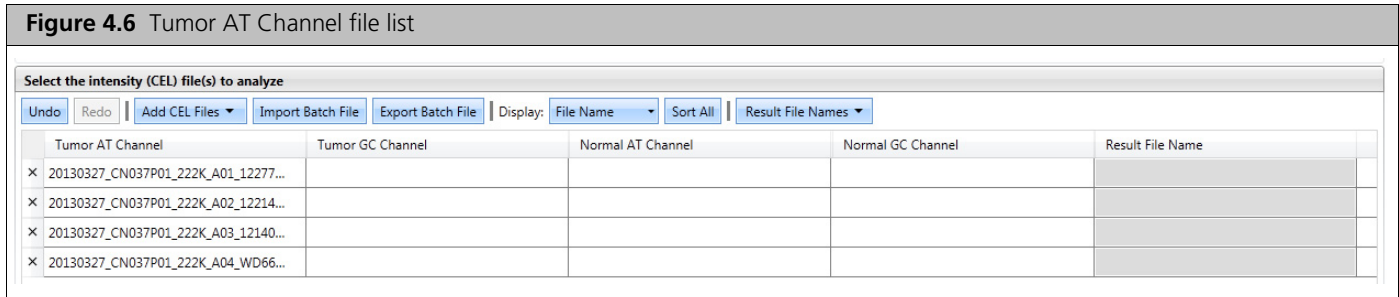 Figure 4.6 Tumor AT Channel file list
Select the intensity (CEL) file(s) to analyze
Undo Redo Add CEL Files Import Batch File Export Batch File Display: File Name Sort All Result File Names
Tumor AT Channel Tumor GC Channel Normal AT Channel Normal GC Channel Result File Name
× 20130327_CN037P01_222K_A01_12277...
× 20130327_CN037P01_222K_A02_12214...
× 20130327_CN037P01_222K_A03_12140...
× 20130327_CN037P01_222K_A04_WD66...